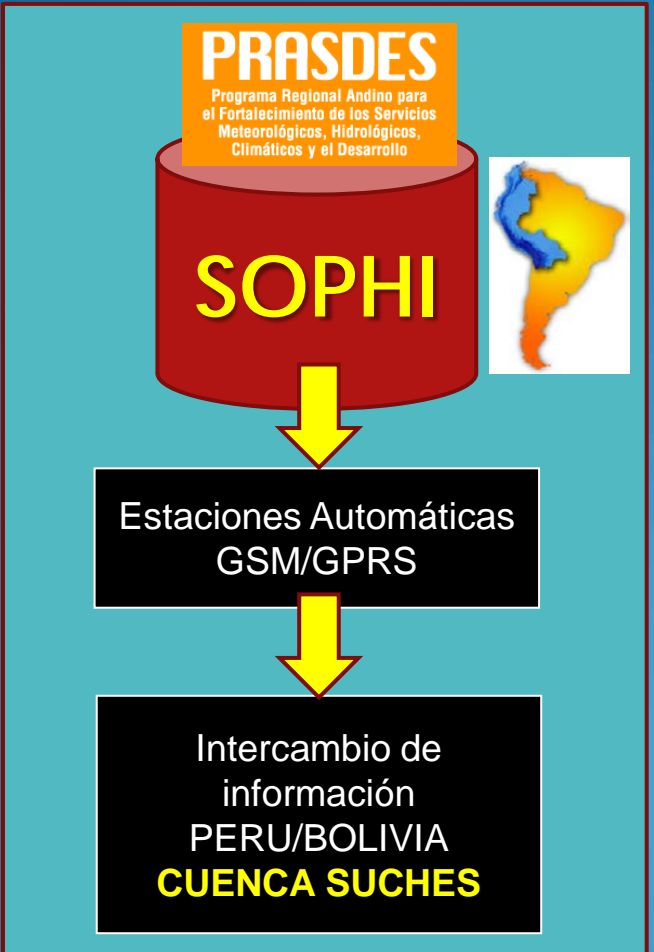 PRASDES
Programa Regional Andino para
el Fortalecimiento de los Servicios
Meteorológicos, Hidrológicos,
Climáticos y el Desarrollo
SOPHI
Estaciones Automáticas
GSM/GPRS
Intercambio de
información
PERU/BOLIVIA
CUENCA SUCHES